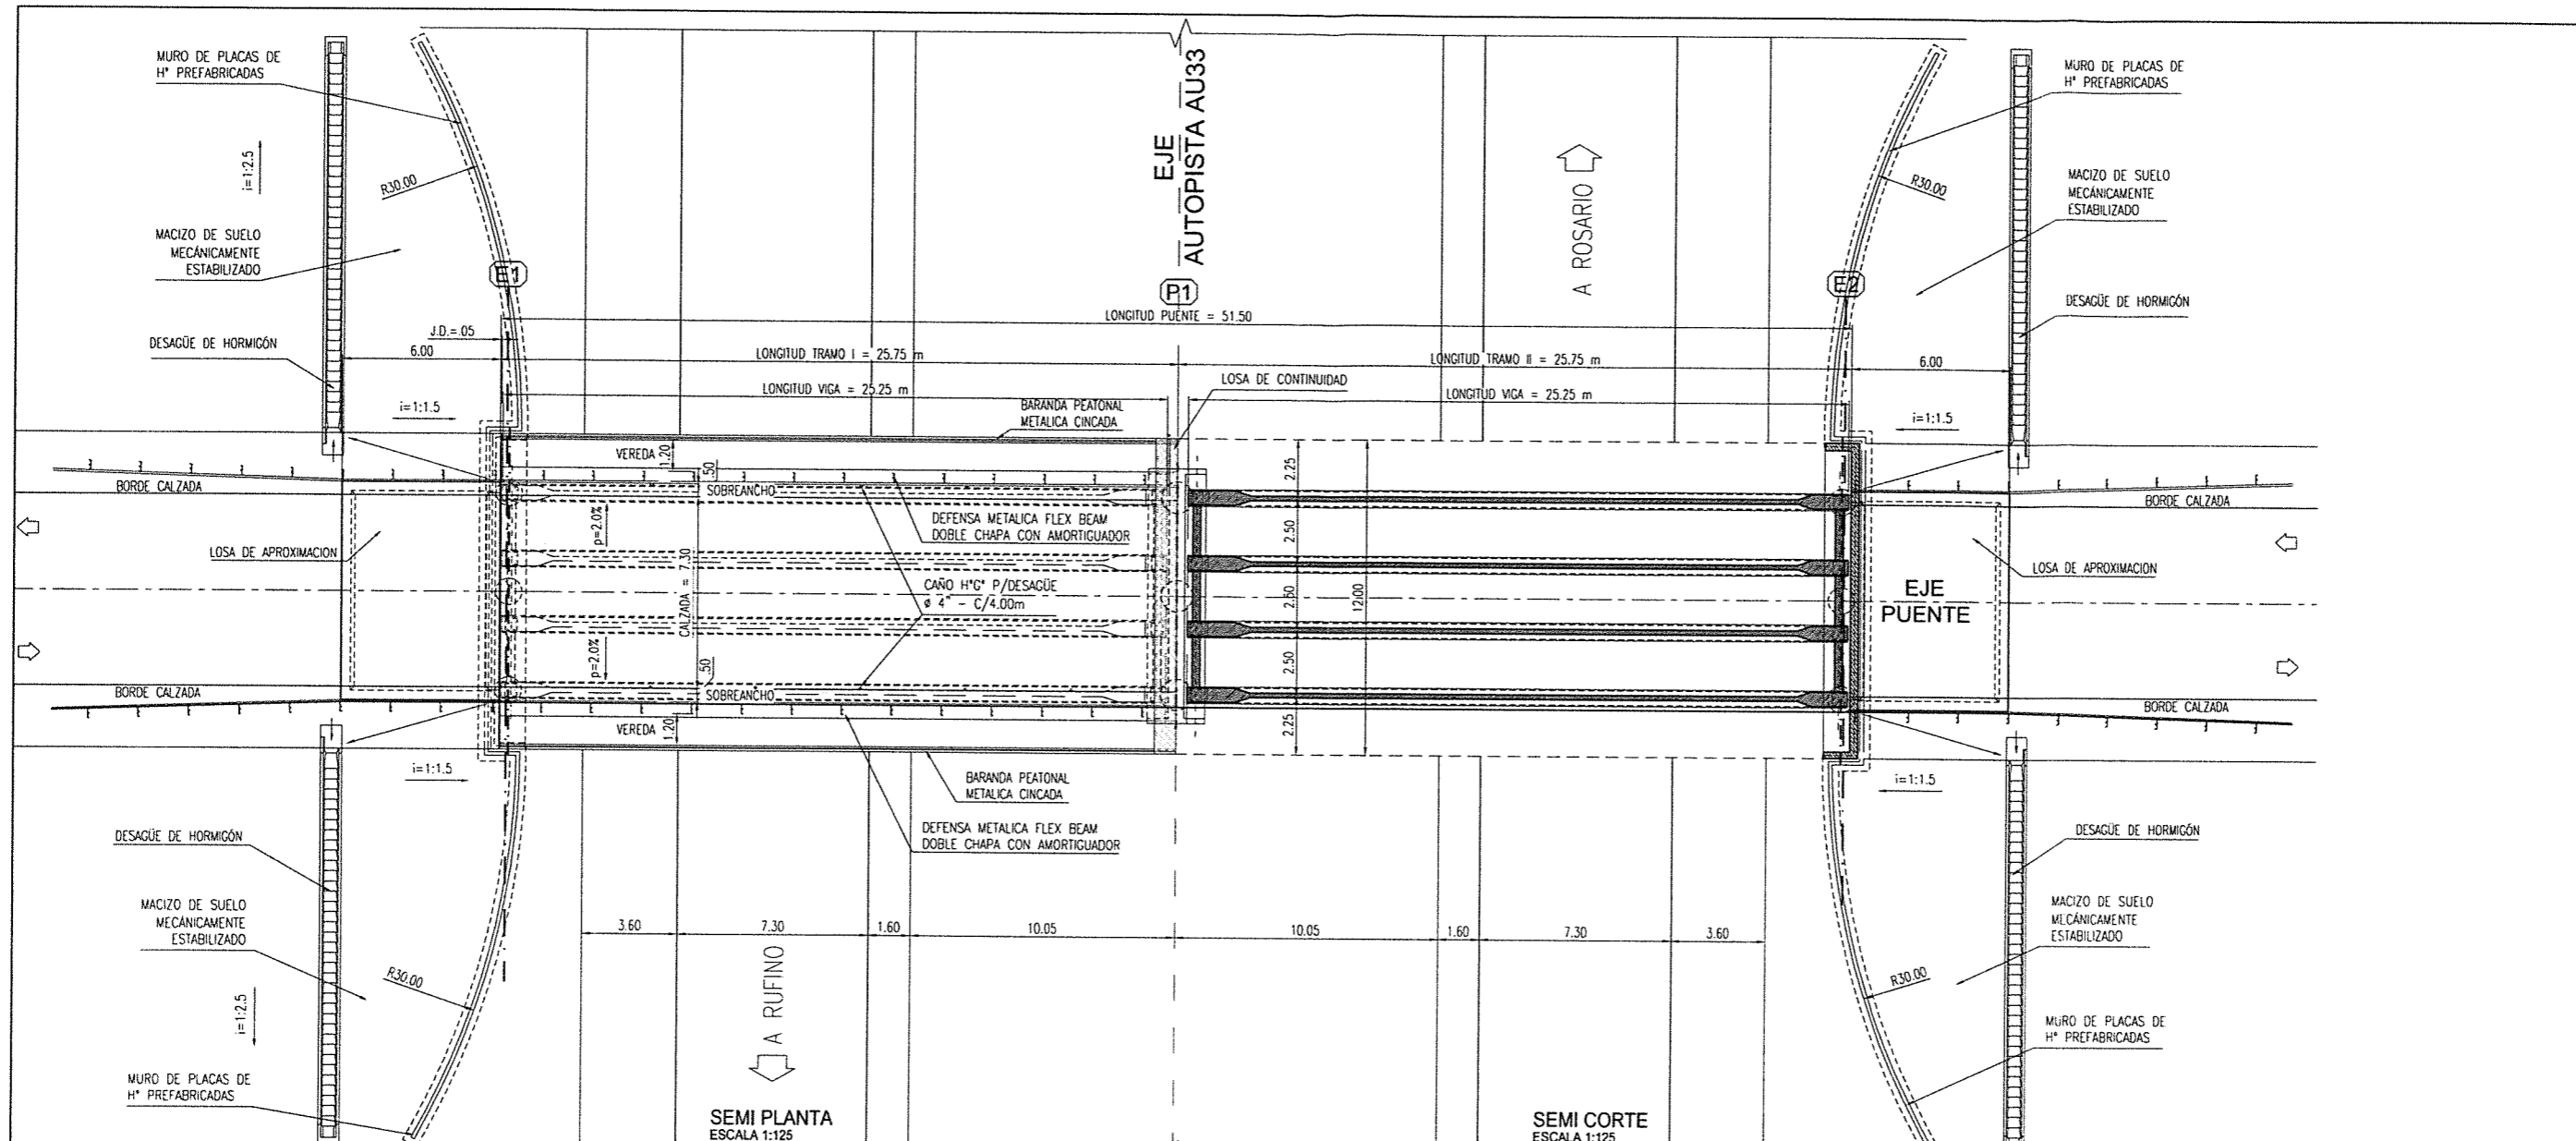 MURO DE PLACAS DE
H° PREFABRICADAS
i=1:2.5
R30.00
MACIZO DE SUELO
MECÁNICAMENTE
ESTABILIZADO
E1
DESAGÜE DE HORMIGÓN
J.D.=.05
6.00
i=1:1.5
EJE
AUTOPISTA AU33
P1
A ROSARIO
MURO DE PLACAS DE
H° PREFABRICADAS
R30.00
MACIZO DE SUELO
MECÁNICAMENTE
ESTABILIZADO
E2
DESAGÜE DE HORMIGÓN
LONGITUD PUENTE = 51.50
LONGITUD TRAMO I = 25.75 m
LONGITUD TRAMO II = 25.75 m
6.00
LONGITUD VIGA = 25.25 m
LOSA DE CONTINUIDAD
LONGITUD VIGA = 25.25 m
i=1:1.5
BARANDA PEATONAL
METALICA CINCADA
VEREDA
1.20
.50
BORDE CALZADA
SOBREANCHO
p=2.0%
DEFENSA METALICA FLEX BEAM
DOBLE CHAPA CON AMORTIGUADOR
LOSA DE APROXIMACION
CALZADA = 7.30
CAÑO H°G° P/DESAGÜE
ø 4" - C/4.00m
p=2.0%
.50
BORDE CALZADA
SOBREANCHO
VEREDA
1.20
2.25
2.50
2.50
2.50
2.25
12.00
BORDE CALZADA
LOSA DE APROXIMACION
EJE
PUENTE
BORDE CALZADA
i=1:1.5
BARANDA PEATONAL
METALICA CINCADA
DEFENSA METALICA FLEX BEAM
DOBLE CHAPA CON AMORTIGUADOR
i=1:1.5
DESAGÜE DE HORMIGÓN
MACIZO DE SUELO
MECÁNICAMENTE
ESTABILIZADO
R30.00
i=1:2.5
MURO DE PLACAS DE
H° PREFABRICADAS
3.60
7.30
1.60
10.05
10.05
1.60
7.30
3.60
A RUFINO
DESAGÜE DE HORMIGÓN
MACIZO DE SUELO
MECÁNICAMENTE
ESTABILIZADO
R30.00
MURO DE PLACAS DE
H° PREFABRICADAS
SEMI PLANTA
ESCALA 1:125
SEMI CORTE
ESCALA 1:125